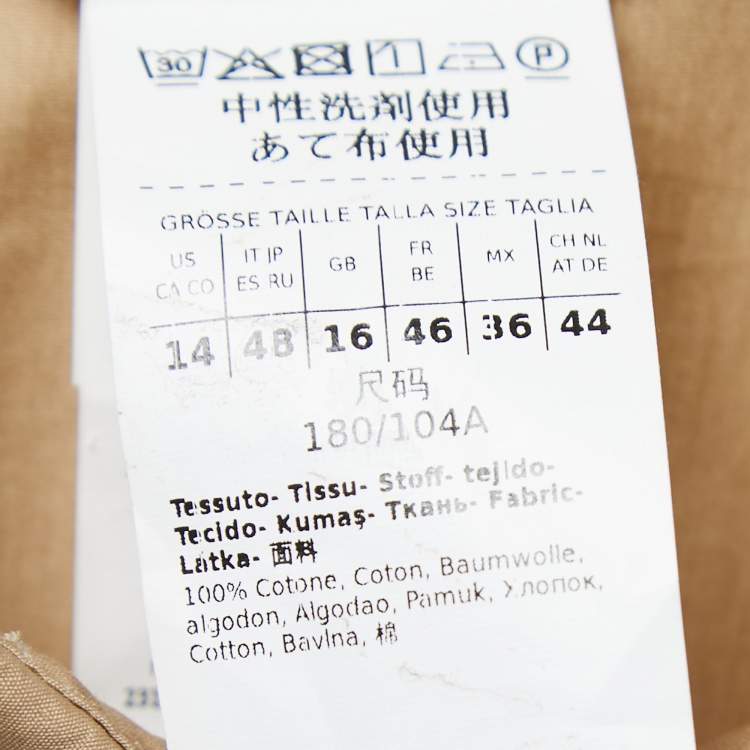 30 1 P
中性洗剤使用
あて布使用
GRÖSSE TAILLE TALLA SIZE TAGLIA
US CA CO
IT JP ES RU
GB
FR BE
MX
CH NL AT DE
14 48 16 46 36 44
尺码
180/104A
Tessuto- Tissu- Stoff- tejido-
Tecido- Kumaş- Ткань- Fabric-
Látka- 面料
100% Cotone, Coton, Baumwolle,
algodon, Algodao, Pamuk, Хлопок,
Cotton, Bavlna, 棉